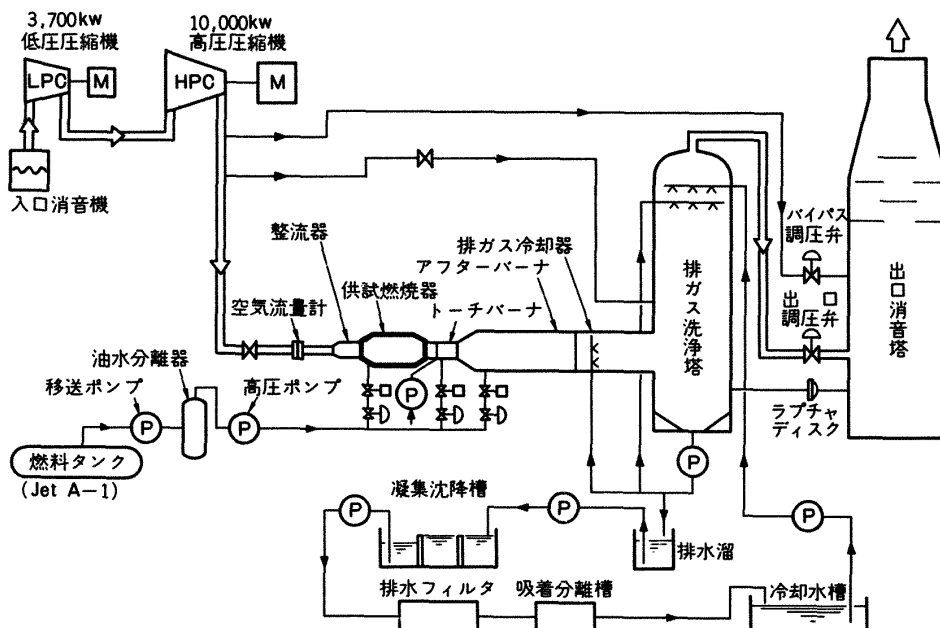 3,700kw
低圧圧縮機
10,000kw
高圧圧縮機
LPC
M
HPC
M
入口消音機
整流器
排ガス冷却器
アフターバーナ
供試燃焼器
トーチバーナ
空気流量計
排ガス洗浄塔
バイパス
調圧弁
出口
調圧弁
出口消音塔
ラプチャ
ディスク
油水分離器
移送ポンプ
高圧ポンプ
P
P
P
P
燃料タンク
(Jet A-1)
凝集沈降槽
P
P
P
排水溜
排水フィルタ
吸着分離槽
冷却水槽